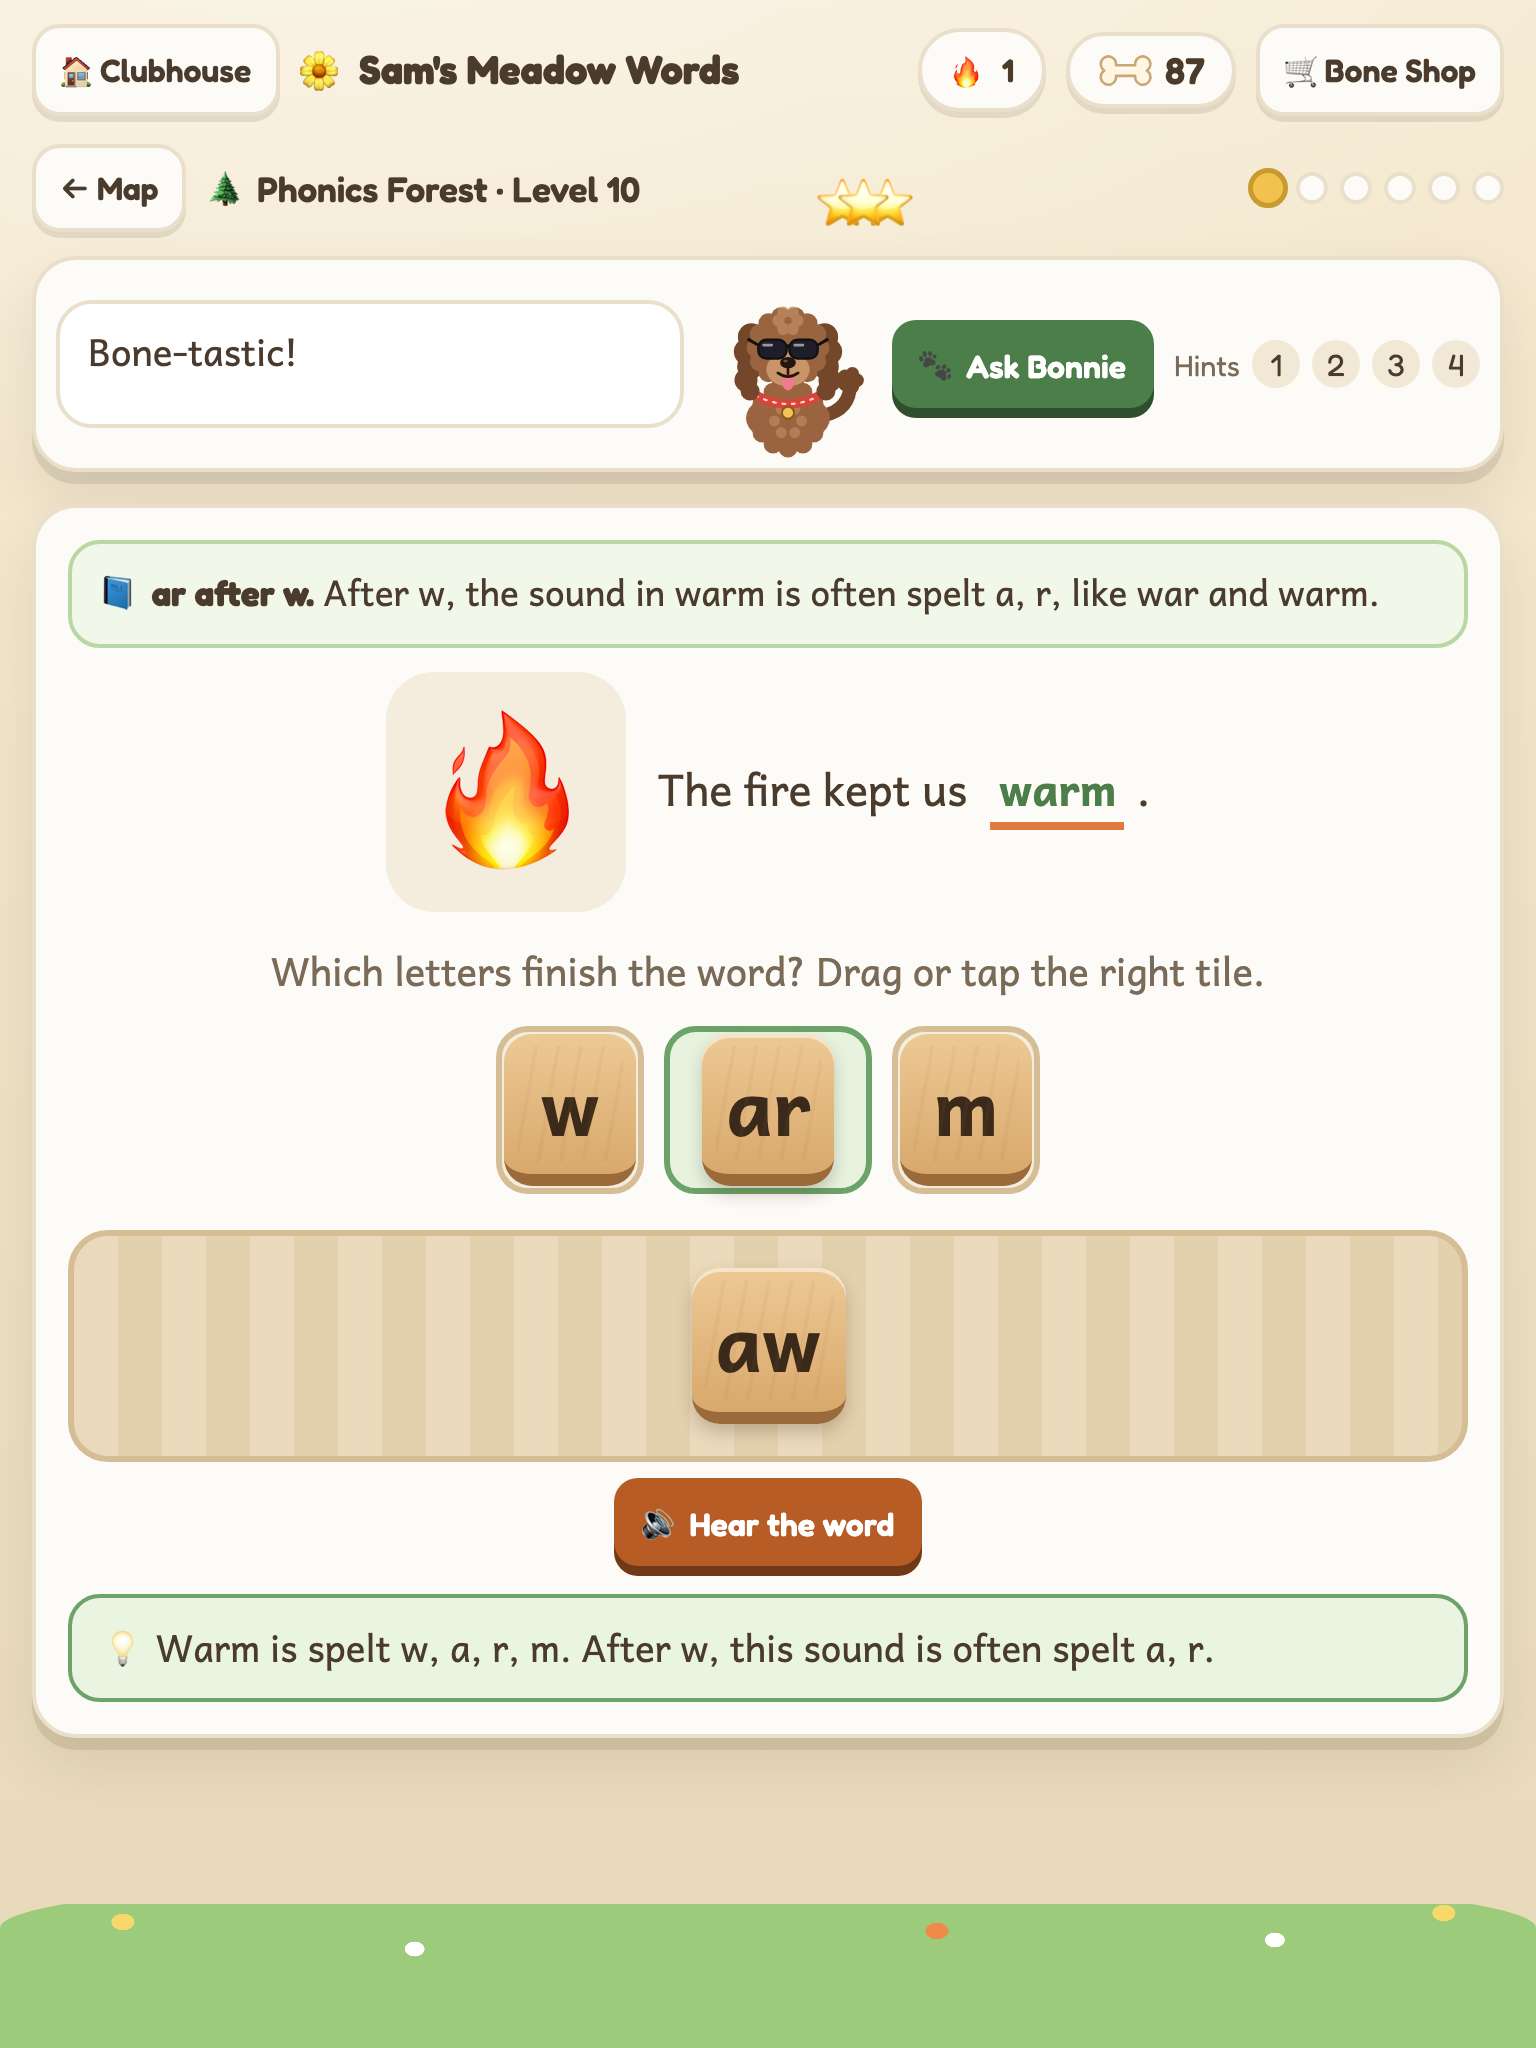 Clubhouse
Sam's Meadow Words
1
87
Bone Shop
← Map
Phonics Forest · Level 10
Bone-tastic!
Ask Bonnie
Hints 1 2 3 4
ar after w. After w, the sound in warm is often spelt a, r, like war and warm.
The fire kept us warm .
Which letters finish the word? Drag or tap the right tile.
w ar m
aw
Hear the word
Warm is spelt w, a, r, m. After w, this sound is often spelt a, r.